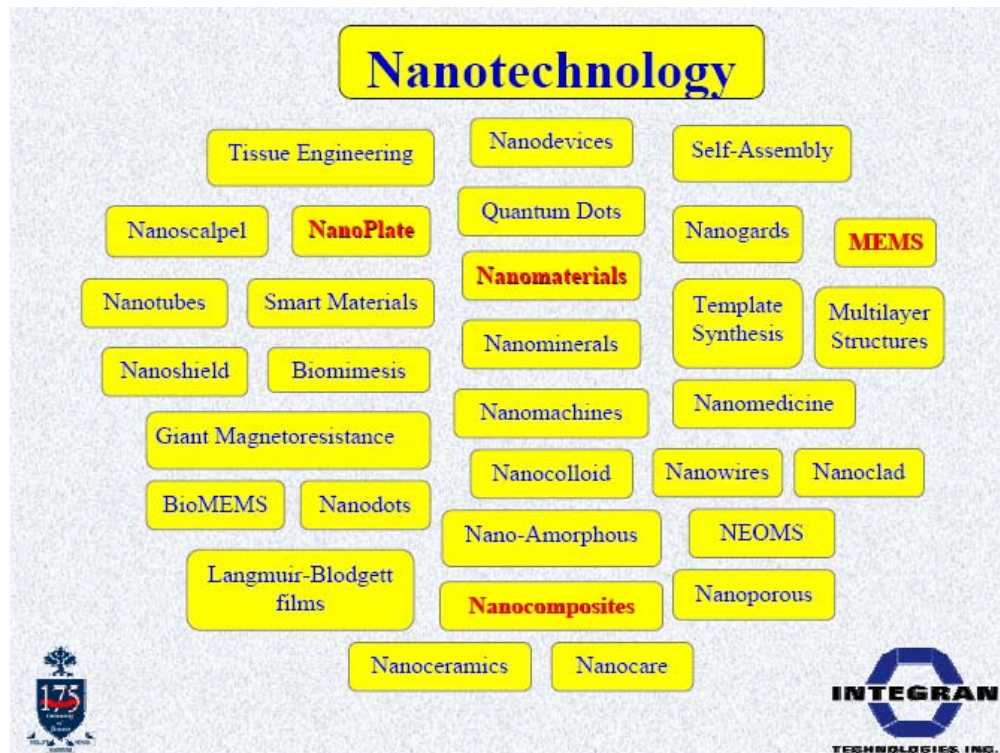 Nanotechnology
Tissue Engineering
Nanodevices
Self-Assembly
Nanoscalpel
NanoPlate
Quantum Dots
Nanogards
MEMS
Nanomaterials
Nanotubes
Smart Materials
Template
Synthesis
Multilayer
Structures
Nanominerals
Nanoshield
Biomimesis
Nanomachines
Nanomedicine
Giant Magnetoresistance
Nanocolloid
Nanowires
Nanoclad
BioMEMS
Nanodots
Nano-Amorphous
NEOMS
Langmuir-Blodgett
films
Nanocomposites
Nanoporous
Nanoceramics
Nanocare
175
INTEGRAN
TECHNOLOGIES INC.